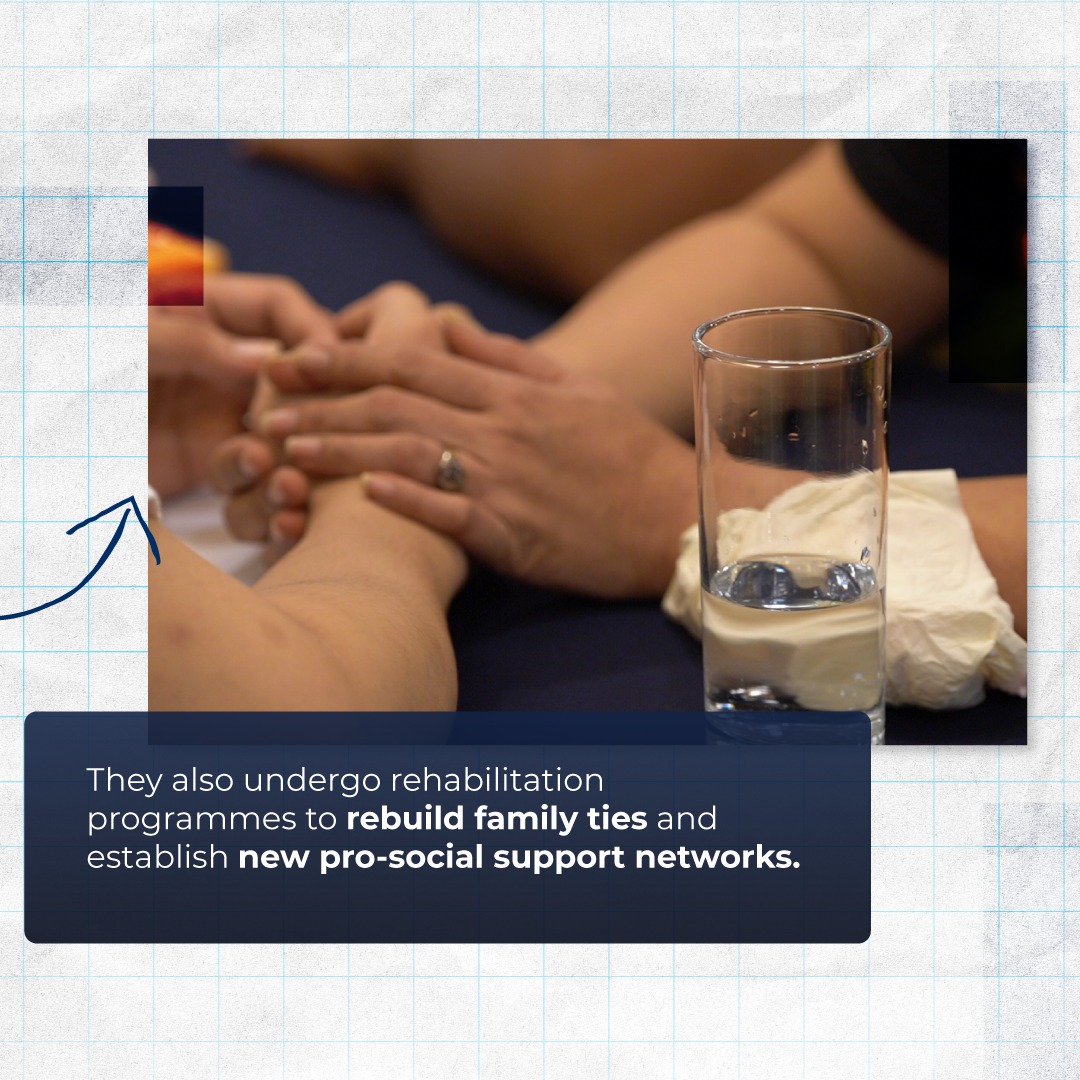 They also undergo rehabilitation
programmes to rebuild family ties and
establish new pro-social support networks.